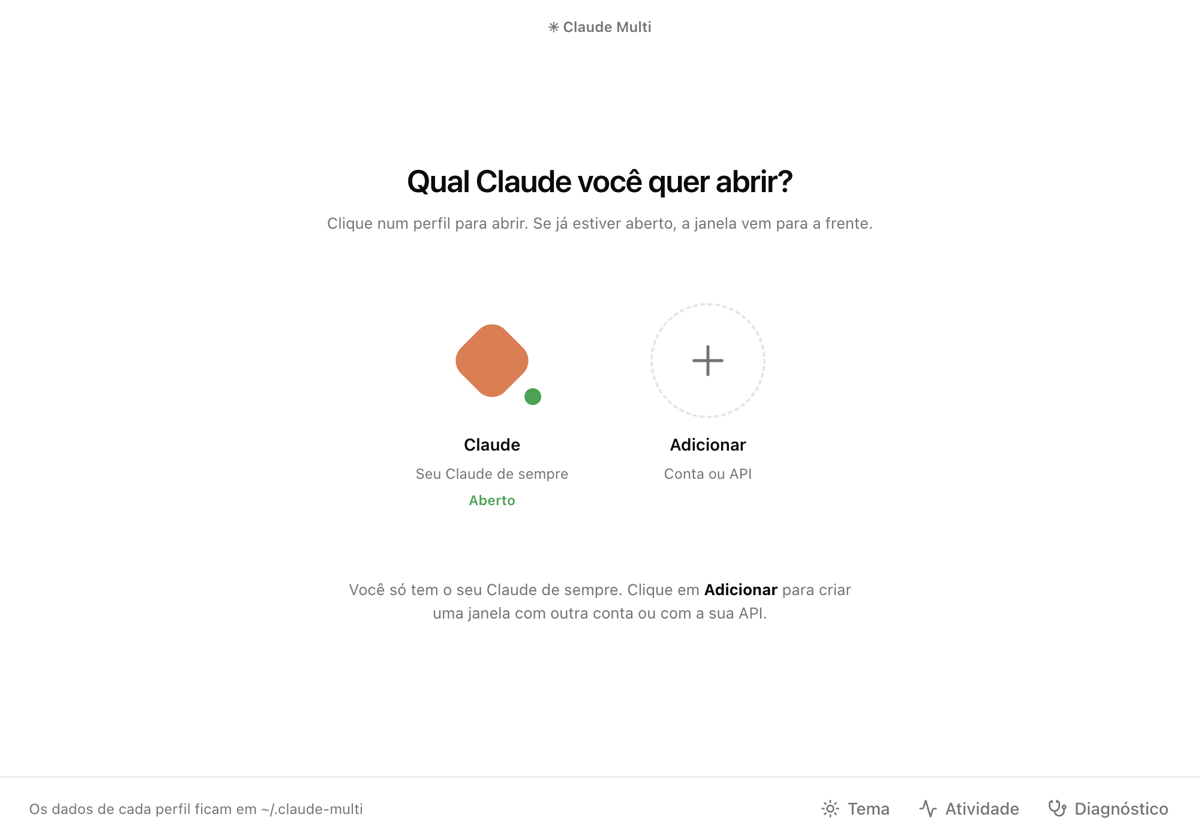 ✳ Claude Multi
Qual Claude você quer abrir?
Clique num perfil para abrir. Se já estiver aberto, a janela vem para a frente.
Claude
Seu Claude de sempre
Aberto
Adicionar
Conta ou API
Você só tem o seu Claude de sempre. Clique em Adicionar para criar
uma janela com outra conta ou com a sua API.
Os dados de cada perfil ficam em ~/.claude-multi
Tema
Atividade
Diagnóstico